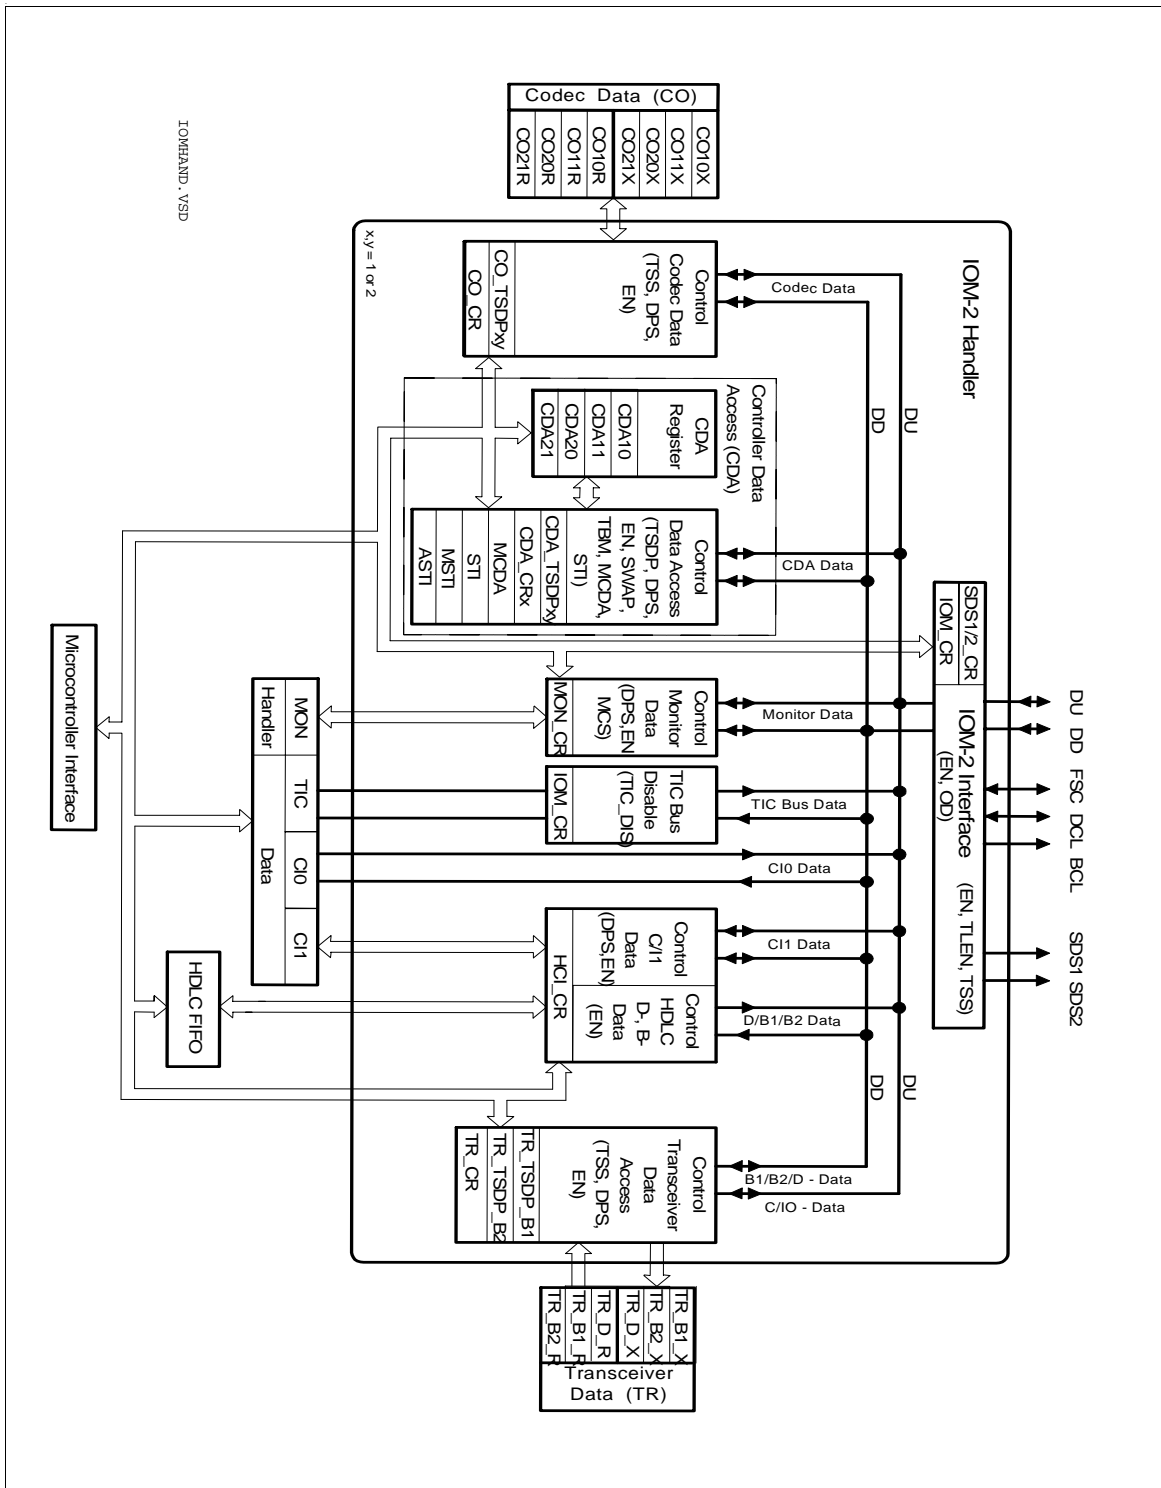 Codec Data (CO)
CO10X
CO11X
CO20X
CO21X
CO10R
CO11R
CO20R
CO21R
IOMHAND.VSD
x,y = 1 or 2
IOM-2 Handler
Control
Codec Data
(TSS, DPS,
EN)
CO_TSDPxy
CO_CR
Codec Data
DU
DD
Controller Data
Access (CDA)
CDA
Register
CDA10
CDA11
CDA20
CDA21
Control
Data Access
(TSDP, DPS,
EN, SWAP,
TBM, MCDA,
STI)
CDA_TSDPxy
CDA_CRx
MCDA
STI
MSTI
ASTI
CDA Data
SDS1/2_CR
IOM_CR
IOM-2 Interface
(EN, OD)
(EN, TLEN, TSS)
DU
DD
FSC
DCL
BCL
SDS1
SDS2
Control
Monitor
Data
(DPS,EN
MCS)
MON_CR
Monitor Data
TIC Bus
Disable
(TIC_DIS)
IOM_CR
TIC Bus Data
CI0 Data
Control
C/I1
Data
(DPS,EN)
Control
HDLC
D-, B-
Data
(EN)
HCI_CR
CI1 Data
D/B1/B2 Data
DU
DD
Microcontroller Interface
MON
Handler
TIC
CI0
CI1
Data
HDLC FIFO
Control
Transceiver
Data
Access
(TSS, DPS,
EN)
TR_TSDP_B1
TR_TSDP_B2
TR_CR
B1/B2/D - Data
C/IO - Data
TR_B1_X
TR_B2_X
TR_D_X
TR_D_R
TR_B1_R
TR_B2_R
Transceiver
Data (TR)